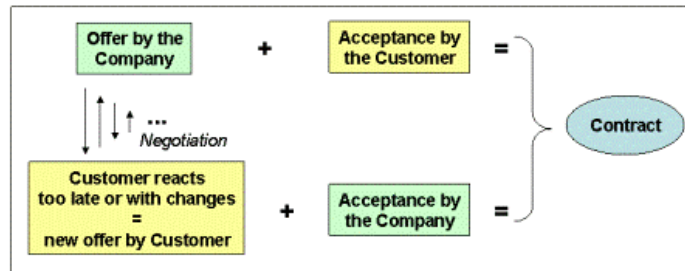 Offer by the
Company
+
Acceptance by
the Customer
=
...
Negotiation
Contract
Customer reacts
too late or with changes
=
new offer by Customer
+
Acceptance by
the Company
=